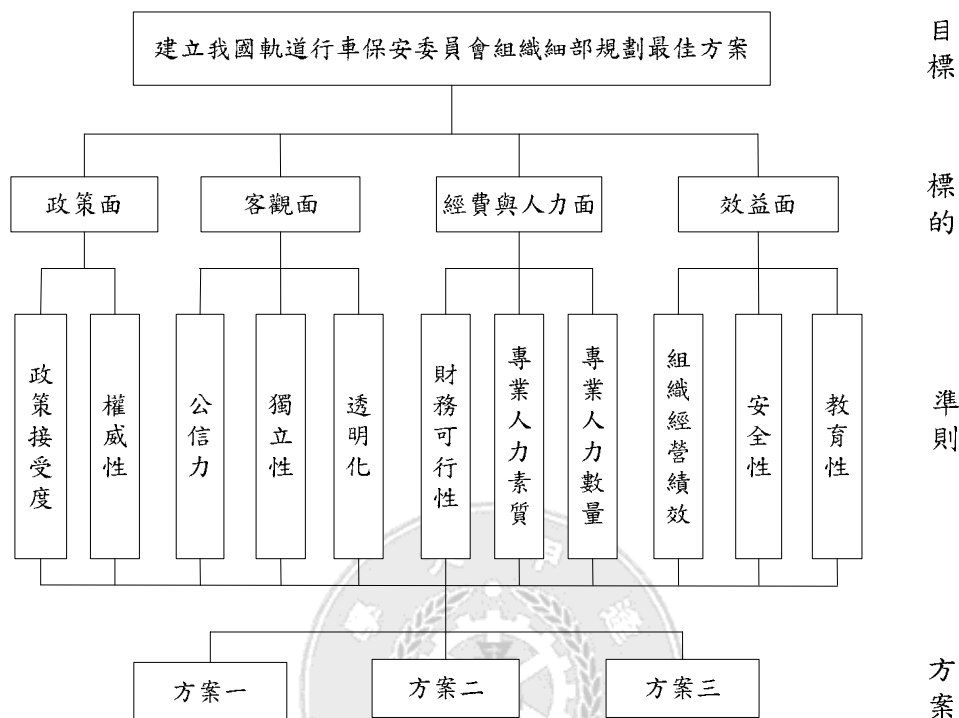 建立我國軌道行車保安委員會組織細部規劃最佳方案
目標
政策面
客觀面
經費與人力面
效益面
標的
政策接受度
權威性
公信力
獨立性
透明化
財務可行性
專業人力素質
專業人力數量
組織經營績效
安全性
教育性
準則
方案一
方案二
方案三
方案